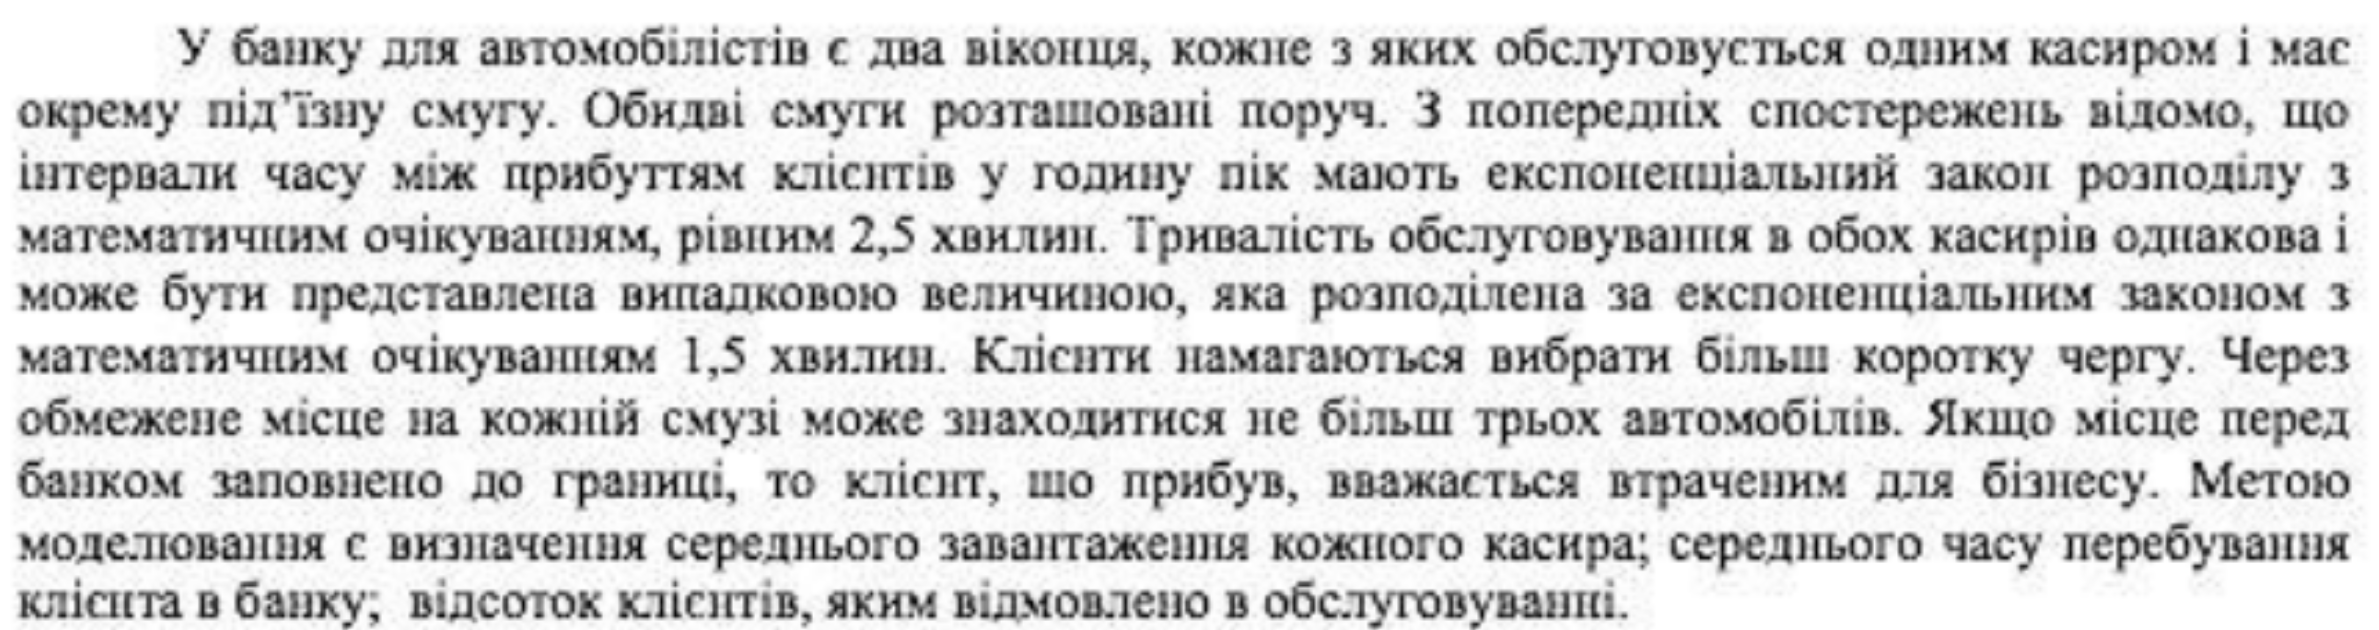 У банку для автомобілістів є два віконця, кожне з яких обслуговується одним касиром і має
окрему під’їзну смугу. Обидві смуги розташовані поруч. З попередніх спостережень відомо, що
інтервали часу між прибуттям клієнтів у годину пік мають експоненціальний закон розподілу з
математичним очікуванням, рівним 2,5 хвилин. Тривалість обслуговування в обох касирів однакова і
може бути представлена випадковою величиною, яка розподілена за експоненціальним законом з
математичним очікуванням 1,5 хвилин. Клієнти намагаються вибрати більш коротку чергу. Через
обмежене місце на кожній смузі може знаходитися не більш трьох автомобілів. Якщо місце перед
банком заповнено до границі, то клієнт, що прибув, вважається втраченим для бізнесу. Метою
моделювання є визначення середнього завантаження кожного касира; середнього часу перебування
клієнта в банку; відсоток клієнтів, яким відмовлено в обслуговуванні.